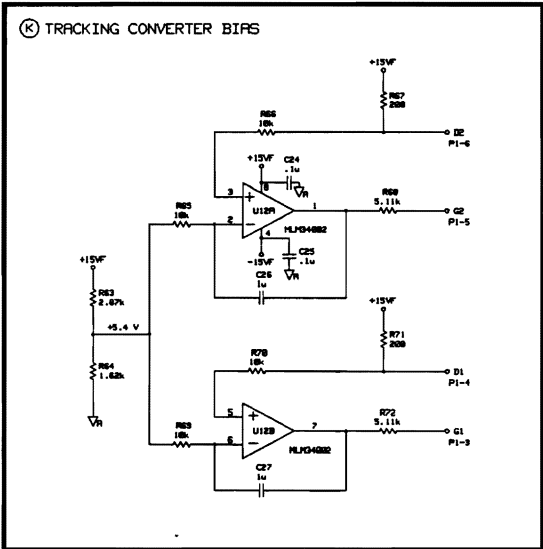 K TRACKING CONVERTER BIAS
+15VF
R67
200
R66
10k
D2
P1-6
+15VF
C24
.1u
8
A
3
+
R65
10k
U12A
1
R68
5.11k
G2
P1-5
2
−
MLM34002
4
C25
.1u
-15VF
A
C26
1u
+15VF
R63
2.87k
+15VF
+5.4 V
R71
200
R64
1.62k
R70
10k
D1
P1-4
A
5
+
R72
5.11k
R69
10k
U12B
7
G1
P1-3
6
−
MLM34002
C27
1u